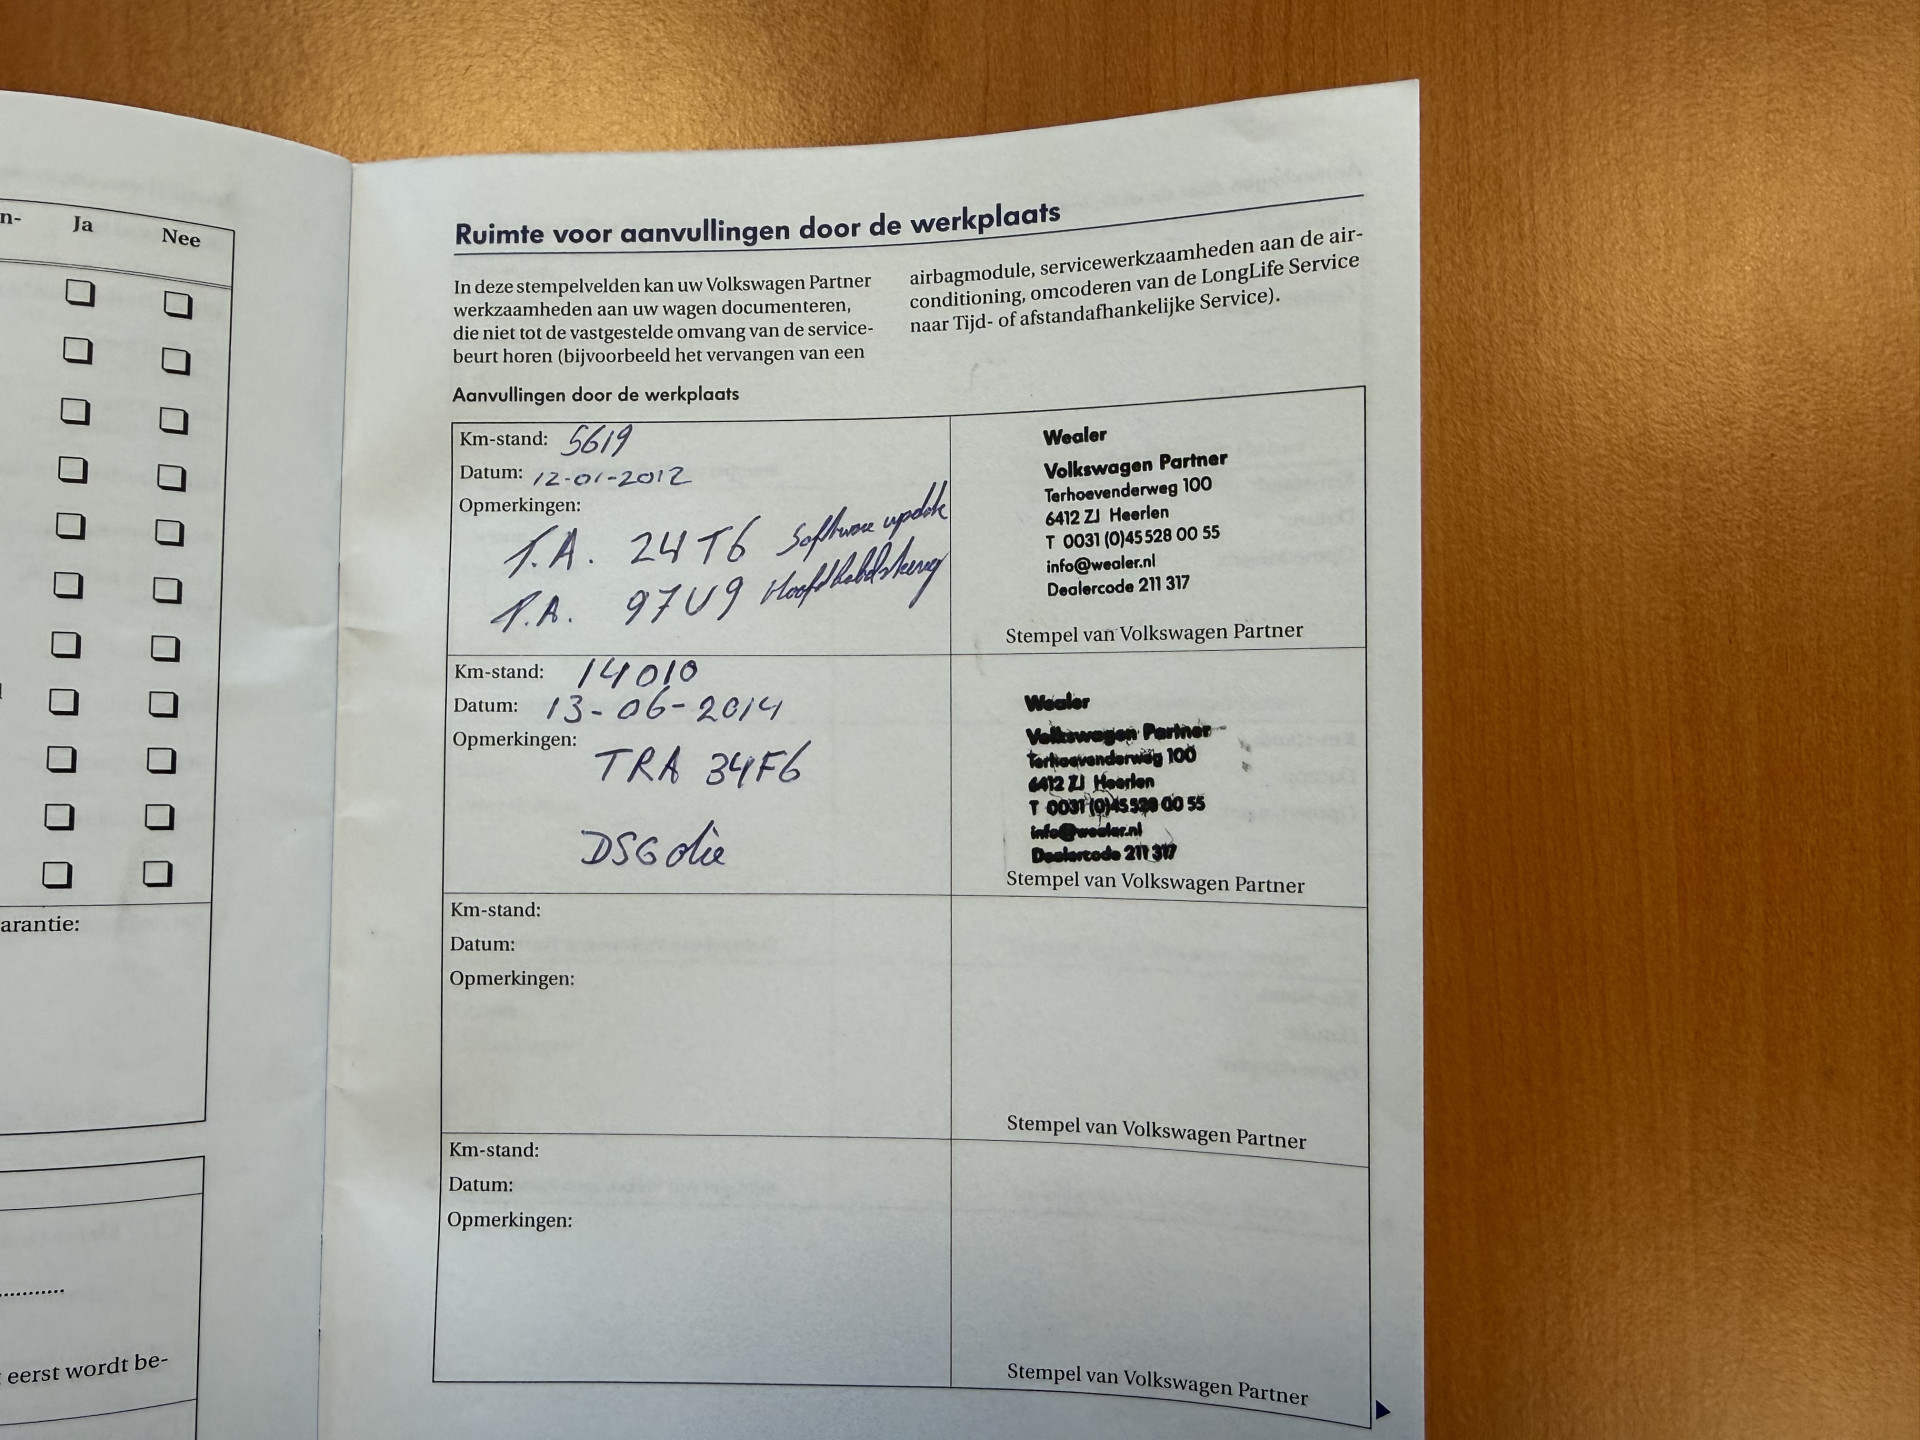 n-
Ja
Nee
arantie:
eerst wordt be-
Ruimte voor aanvullingen door de werkplaats
In deze stempelvelden kan uw Volkswagen Partner
werkzaamheden aan uw wagen documenteren,
die niet tot de vastgestelde omvang van de service-
beurt horen (bijvoorbeeld het vervangen van een
airbagmodule, servicewerkzaamheden aan de air-
conditioning, omcoderen van de LongLife Service
naar Tijd- of afstandafhankelijke Service).
Aanvullingen door de werkplaats
Km-stand: 5619
Datum: 12-01-2012
Opmerkingen:
T.A. 24T6 Software update
T.A. 97U9
Wealer
Volkswagen Partner
Terhoevenderweg 100
6412 ZJ Heerlen
T 0031 (0)45 528 00 55
info@wealer.nl
Dealercode 211 317
Stempel van Volkswagen Partner
Km-stand: 14010
Datum: 13-06-2014
Opmerkingen:
TRA 34F6
DSG olie
Wealer
Volkswagen Partner
Terhoevenderweg 100
6412 ZJ Heerlen
T 0031 (0)45 528 00 55
info@wealer.nl
Dealercode 211 317
Stempel van Volkswagen Partner
Km-stand:
Datum:
Opmerkingen:
Stempel van Volkswagen Partner
Km-stand:
Datum:
Opmerkingen:
Stempel van Volkswagen Partner